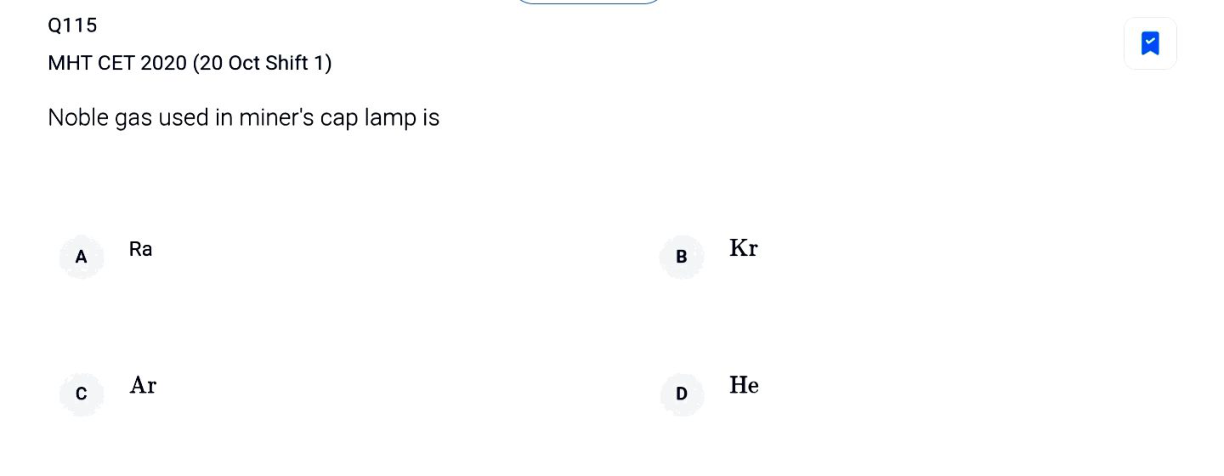 Q115
MHT CET 2020 (20 Oct Shift 1)
Noble gas used in miner's cap lamp is
A Ra
B Kr
C Ar
D He